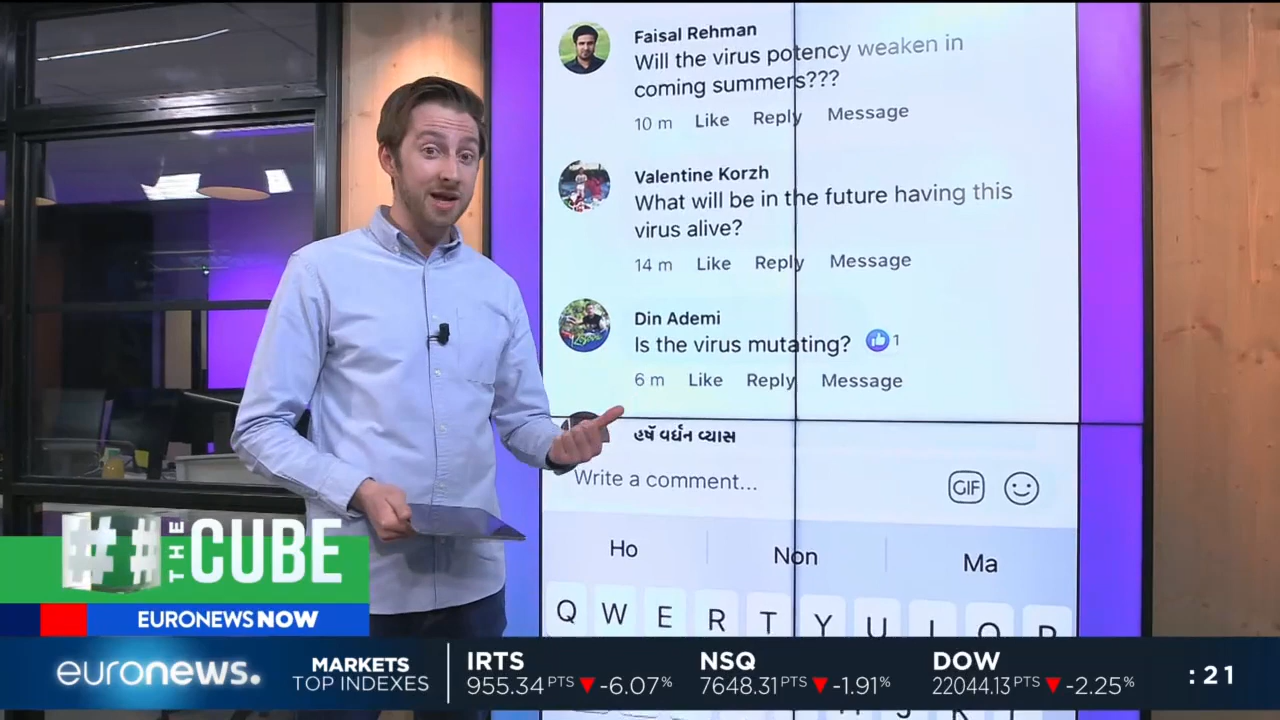 Faisal Rehman
Will the virus potency weaken in
coming summers???
10 m Like Reply Message
Valentine Korzh
What will be in the future having this
virus alive?
14 m Like Reply Message
Din Ademi
Is the virus mutating? 1
6 m Like Reply Message
હર્ષ વર્ધન વ્યાસ
Write a comment...
GIF
Ho Non Ma
Q W E R T Y U I O P
# # THE CUBE
EURONEWS NOW
euronews.
MARKETS
TOP INDEXES
IRTS
955.34 PTS ▼ -6.07%
NSQ
7648.31 PTS ▼ -1.91%
DOW
22044.13 PTS ▼ -2.25%
:21